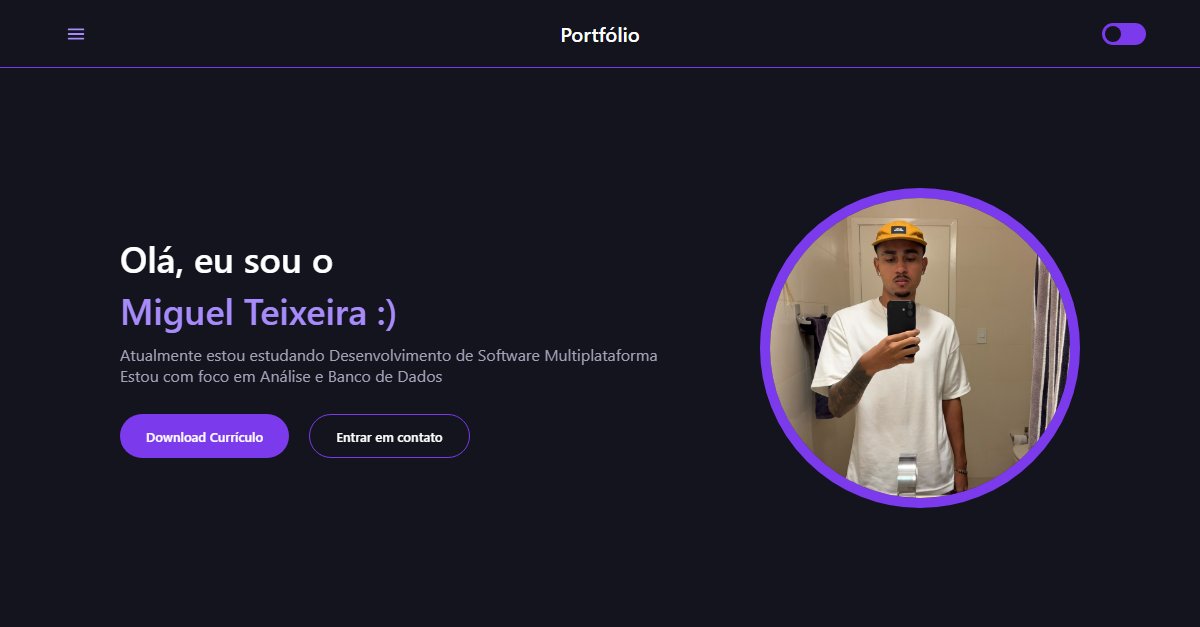 Portfólio
Olá, eu sou o
Miguel Teixeira :)
Atualmente estou estudando Desenvolvimento de Software Multiplataforma
Estou com foco em Análise e Banco de Dados
Download Currículo
Entrar em contato